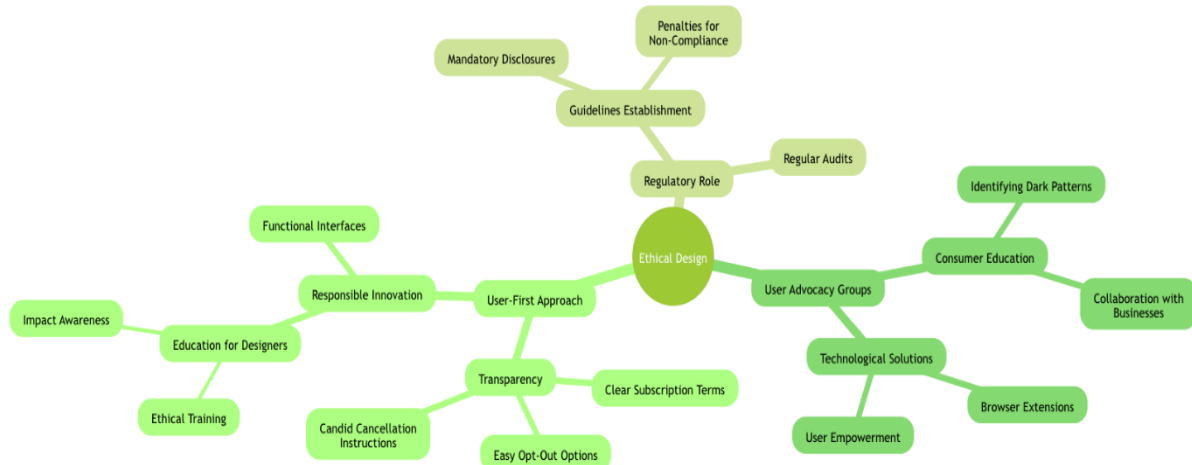 Penalties for
Non-Compliance
Mandatory Disclosures
Guidelines Establishment
Regular Audits
Regulatory Role
Identifying Dark Patterns
Functional Interfaces
Ethical Design
Consumer Education
Responsible Innovation
User-First Approach
User Advocacy Groups
Collaboration with
Businesses
Impact Awareness
Education for Designers
Technological Solutions
Transparency
Clear Subscription Terms
Browser Extensions
Ethical Training
Candid Cancellation
Instructions
User Empowerment
Easy Opt-Out Options